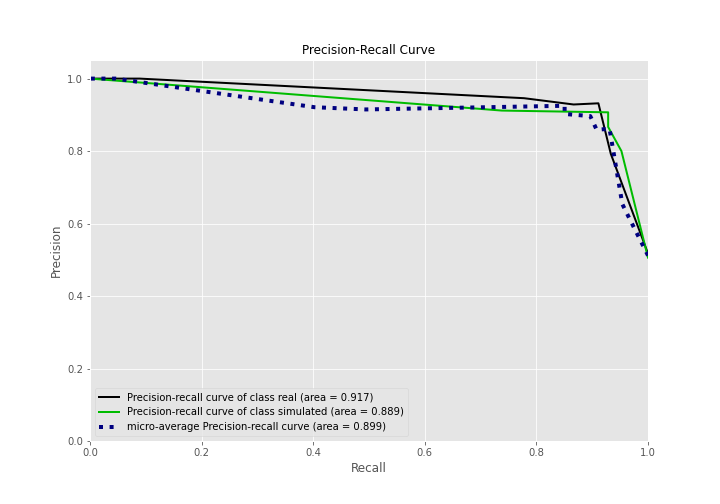 Precision-Recall Curve
1.0
0.8
0.6
0.4
0.2
0.0
Precision
Precision-recall curve of class real (area = 0.917)
Precision-recall curve of class simulated (area = 0.889)
micro-average Precision-recall curve (area = 0.899)
0.0 0.2 0.4 0.6 0.8 1.0
Recall